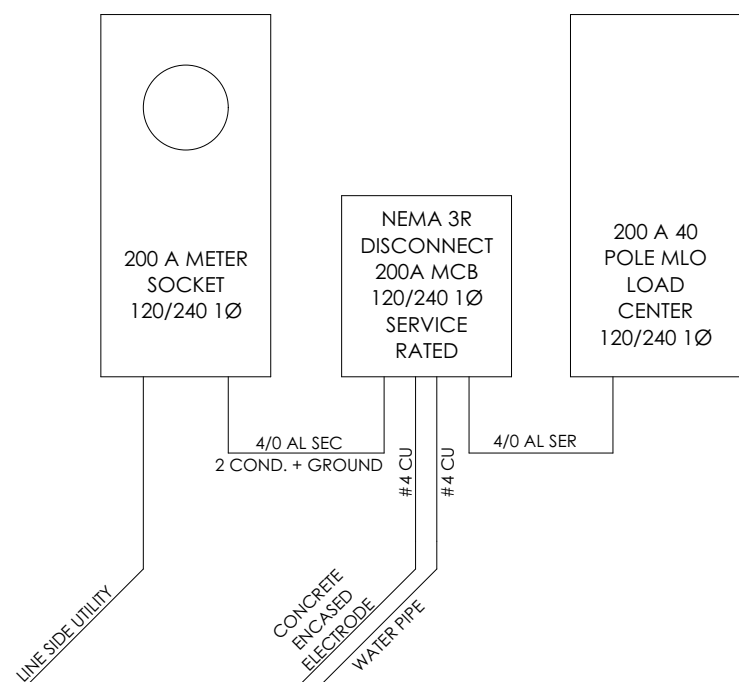 200 A METER
SOCKET
120/240 1Ø
NEMA 3R
DISCONNECT
200A MCB
120/240 1Ø
SERVICE
RATED
200 A 40
POLE MLO
LOAD
CENTER
120/240 1Ø
4/0 AL SEC
2 COND. + GROUND
#4 CU
#4 CU
4/0 AL SER
LINE SIDE UTILITY
CONCRETE
ENCASED
ELECTRODE
WATER PIPE